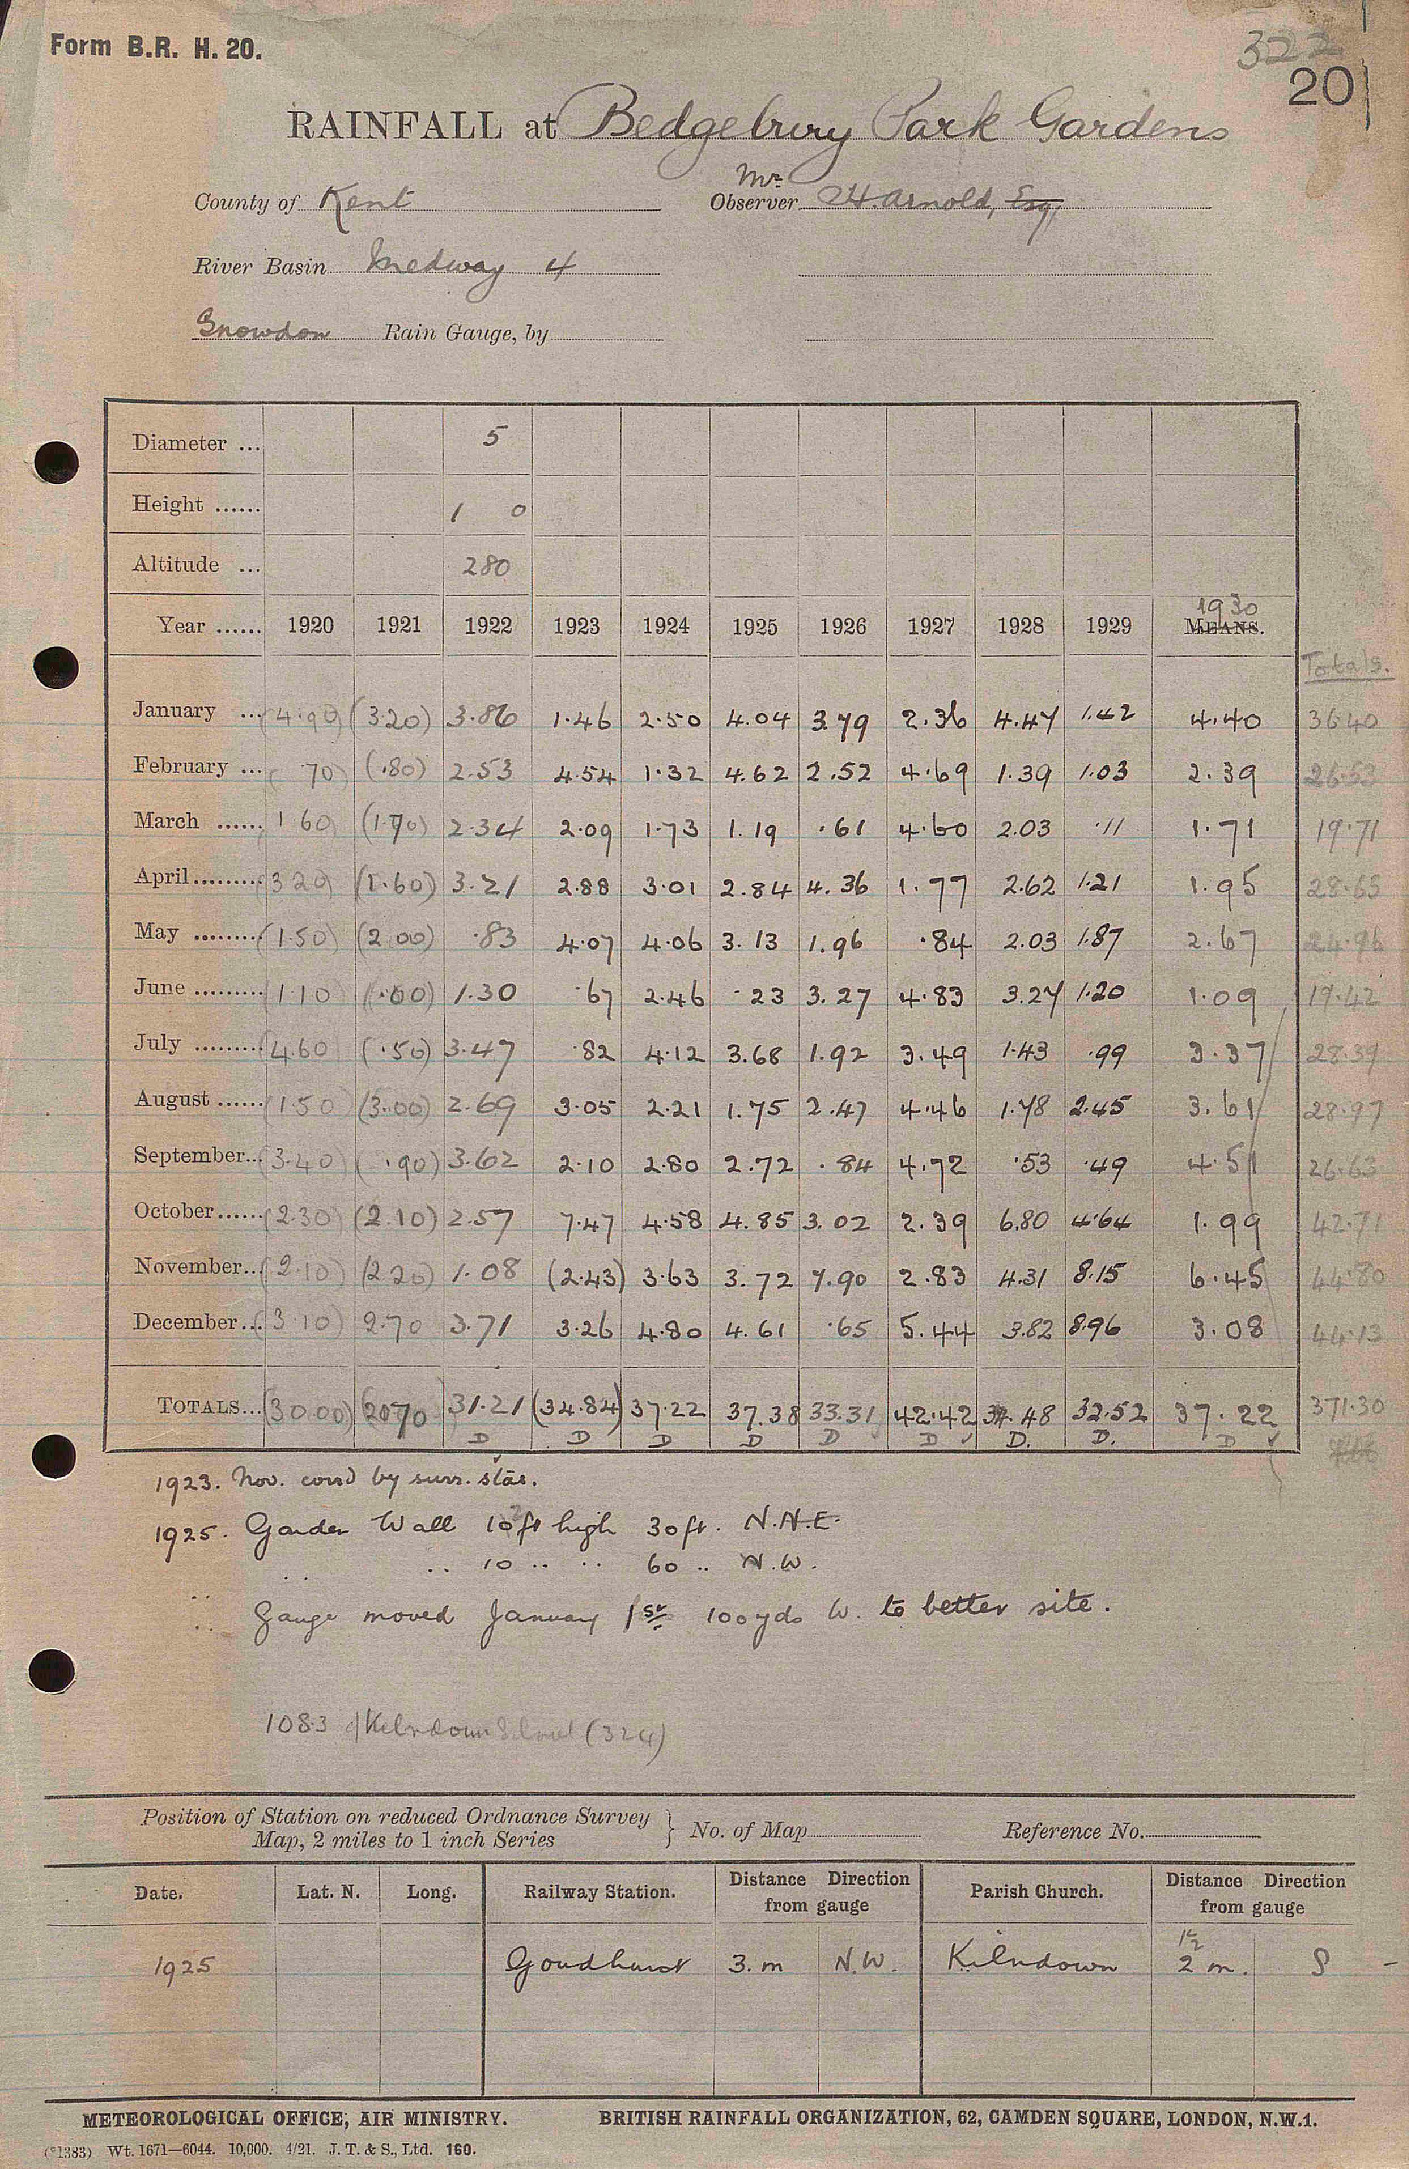 Form B.R. H. 20.
322
20
RAINFALL at Bedgebury Park Gardens
County of Kent
Mr.
Observer H. Arnold, Esq.
River Basin Medway 4
Snowdon Rain Gauge, by
Diameter ... 5
Height ...... 1 0
Altitude ... 280
1930
Year ...... 1920 1921 1922 1923 1924 1925 1926 1927 1928 1929 MEANS.
Totals.
January ... (4.90) (3.20) 3.86 1.46 2.50 4.04 3.79 2.36 4.47 1.42 4.40 36.40
February ... ( 70) (.80) 2.53 4.54 1.32 4.62 2.52 4.69 1.39 1.03 2.39 26.53
March ...... 1 60) (1.70) 2.34 2.09 1.73 1.19 .61 4.60 2.03 .11 1.71 19.71
April......... (3 20) (1.60) 3.21 2.88 3.01 2.84 4.36 1.77 2.62 1.21 1.95 28.65
May ........ (1.50) (2 00) .83 4.07 4.06 3.13 1.96 .84 2.03 1.87 2.67 24.96
June ......... (1.10) (.00) 1.30 .67 2.46 .23 3.27 4.83 3.27 1.20 1.09 19.42
July ......... (4.60) (.50) 3.47 .82 4.12 3.68 1.92 3.49 1.43 .99 3.37 28.39
August ...... (1.50) (3.00) 2.69 3.05 2.21 1.75 2.47 4.46 1.78 2.45 3.61 28.97
September... (3.40) (.90) 3.62 2.10 2.80 2.72 .84 4.72 .53 .49 4.51 26.63
October...... (2.30) (2.10) 2.57 7.47 4.58 4.85 3.02 2.39 6.80 4.64 1.99 42.71
November... (2.10) (2 20) 1.08 (2.43) 3.63 3.72 7.90 2.83 4.31 8.15 6.45 44.80
December... (3 10) 2.70 3.71 3.26 4.80 4.61 .65 5.44 3.82 8.96 3.08 44.13
TOTALS... (30.00) (20 70) 31.21 (34.84) 37.22 37.38 33.31 42.42 34.48 32.52 37.22 371.30
D D D D D D D. D. D
1923. Nov. comd by surr. stas.
1925. Garden Wall 10 ft high 30 ft. N.N.E.
.. .. 10 .. .. 60 .. N.W.
.. Gauge moved January 1st 100 yds W. to better site.
1083 Kilndown (324)
Position of Station on reduced Ordnance Survey Map, 2 miles to 1 inch Series } No. of Map Reference No.
Date. Lat. N. Long. Railway Station. Distance Direction from gauge Parish Church. Distance Direction from gauge
1925 Goudhurst 3. m N.W. Kilndown 1½ 2 m. S
METEOROLOGICAL OFFICE, AIR MINISTRY. BRITISH RAINFALL ORGANIZATION, 62, CAMDEN SQUARE, LONDON, N.W.1.
(*1383) Wt. 1671—6044. 10,000. 4/21. J. T. & S., Ltd. 160.